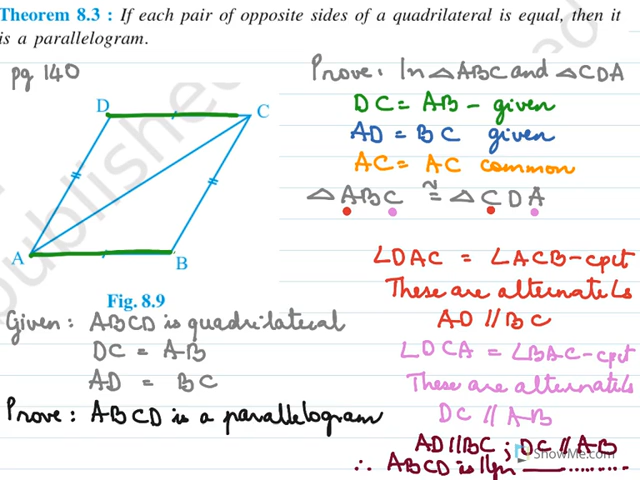 Theorem 8.3 : If each pair of opposite sides of a quadrilateral is equal, then it
is a parallelogram.
pg 140
D
C
A
B
Fig. 8.9
Given: ABCD is quadrilateral
DC = AB
AD = BC
Prove: ABCD is a parallelogram
Prove: In △ABC and △CDA
DC = AB - given
AD = BC given
AC = AC common
△ABC ≅ △CDA
∠DAC = ∠ACB - cpct
These are alternate ∠s
AD // BC
∠DCA = ∠BAC - cpct
These are alternate ∠s
DC // AB
AD // BC ; DC // AB
∴ ABCD is //gm
ShowMe.com